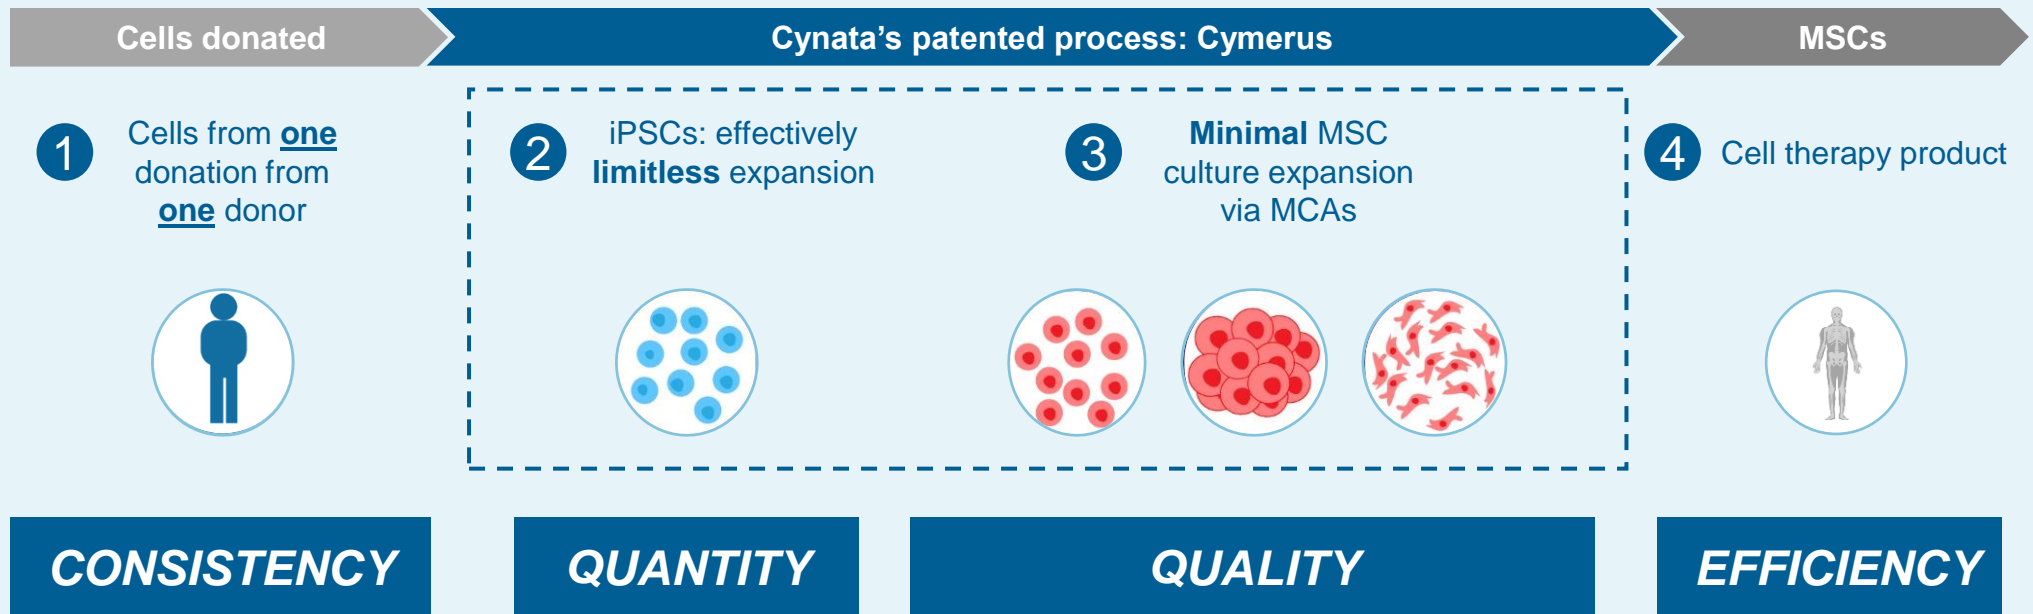 Cells donated
Cynata’s patented process: Cymerus
MSCs
1
Cells from one
donation from
one donor
2
iPSCs: effectively
limitless expansion
3
Minimal MSC
culture expansion
via MCAs
4
Cell therapy product
CONSISTENCY
QUANTITY
QUALITY
EFFICIENCY